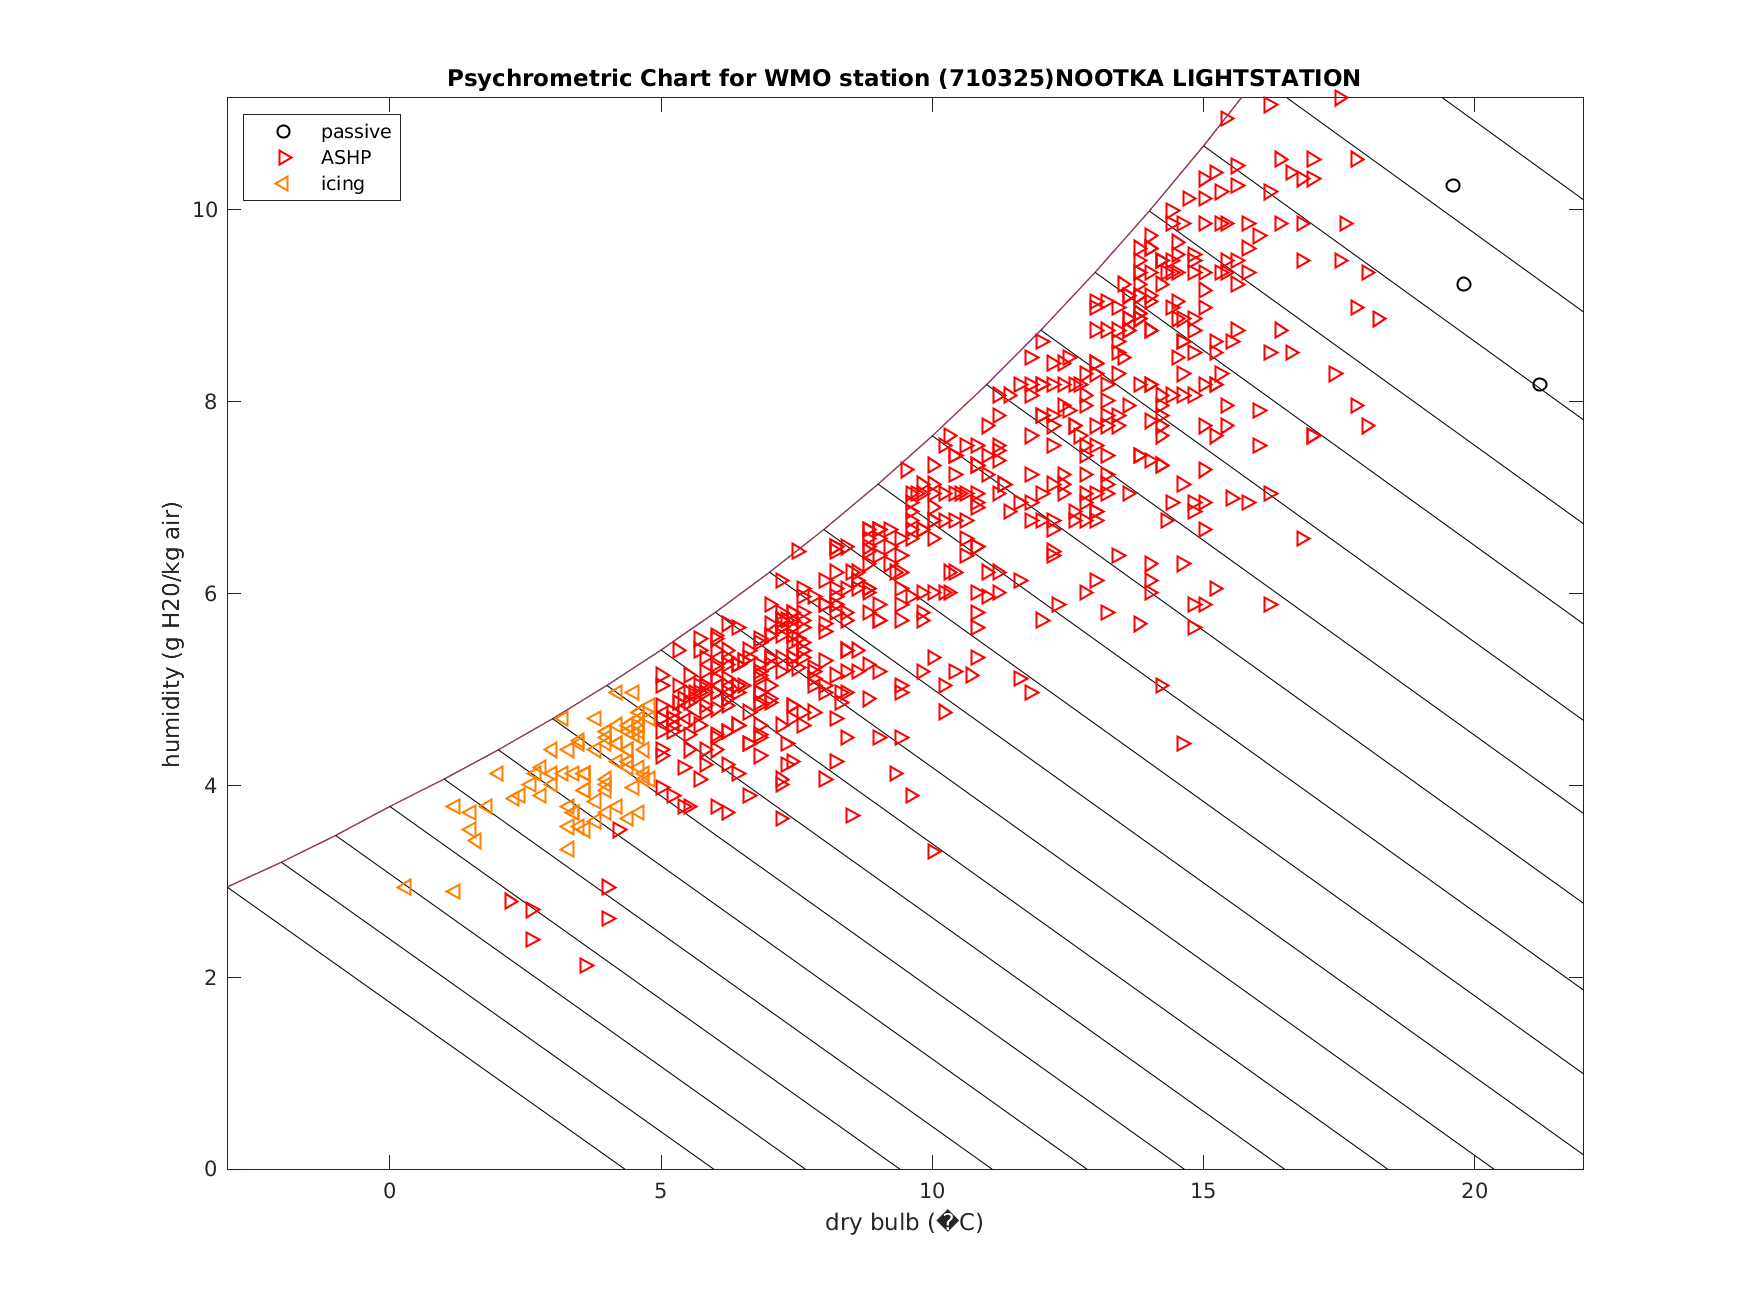 Psychrometric Chart for WMO station (710325)NOOTKA LIGHTSTATION
passive
ASHP
icing
10
8
6
4
2
0
humidity (g H20/kg air)
0 5 10 15 20
dry bulb (�C)